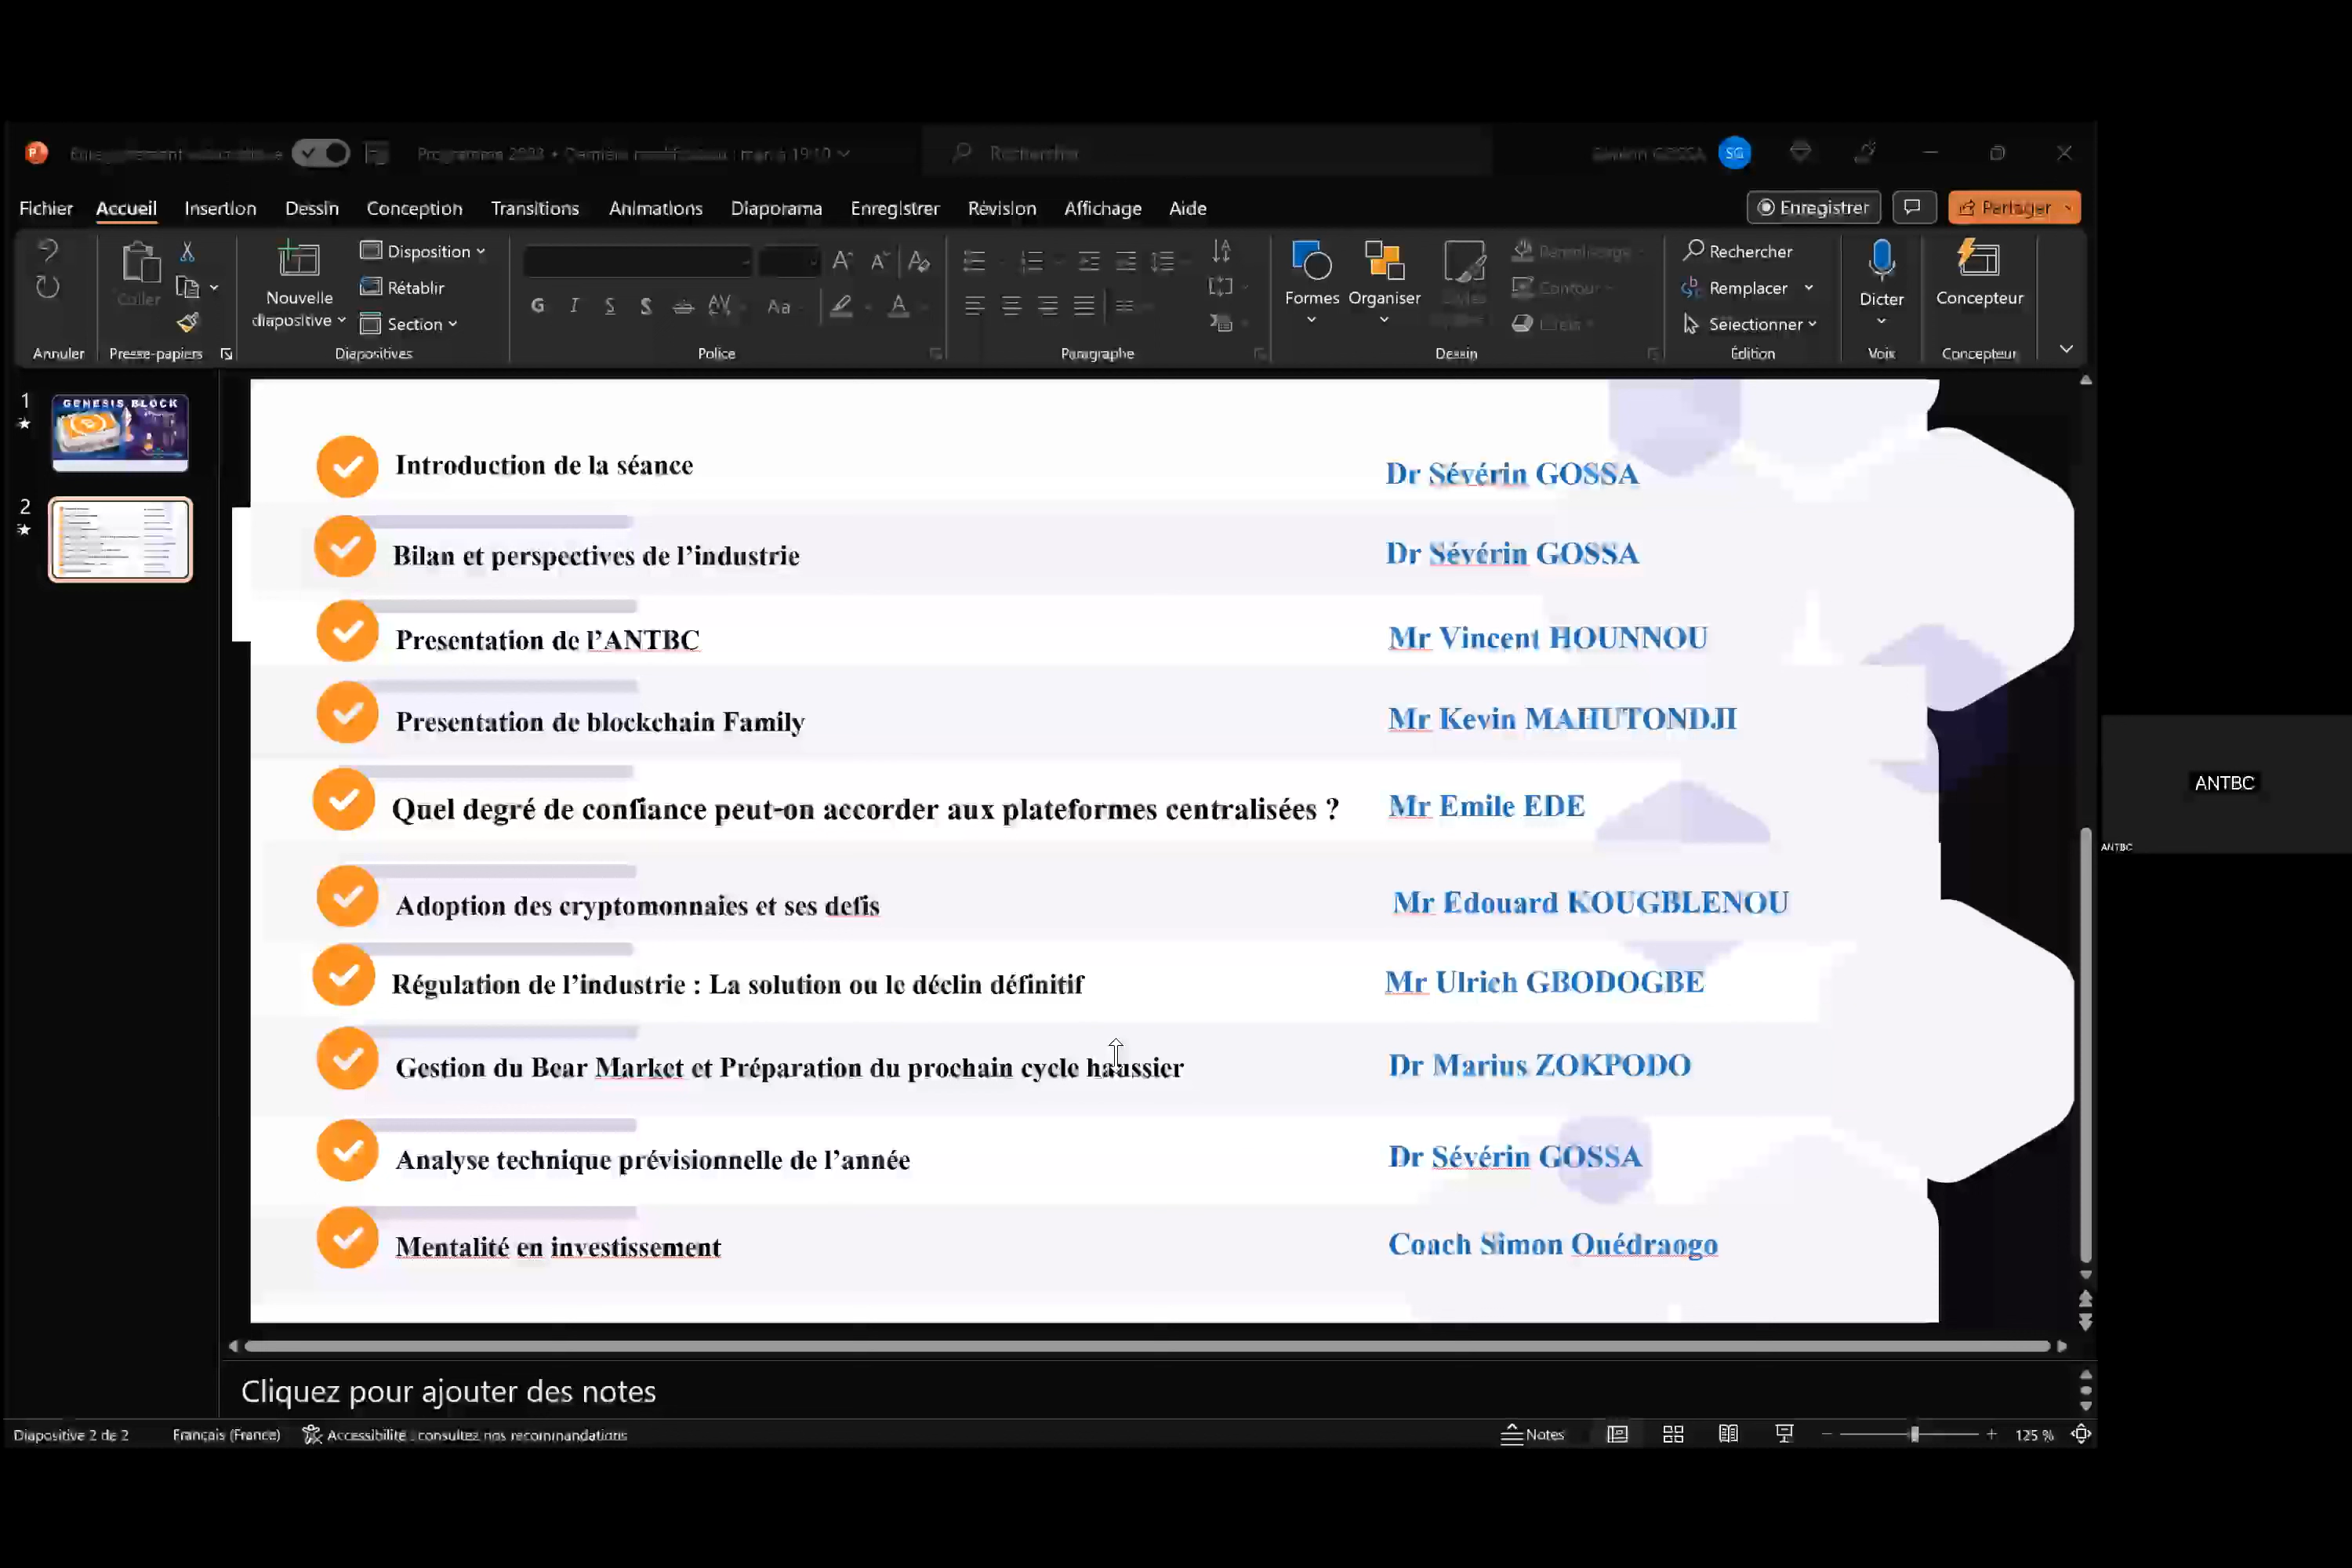 SG
Fichier Accueil Insertion Dessin Conception Transitions Animations Diaporama Enregistrer Révision Affichage Aide Enregistrer Partager
Coller
Nouvelle diapositive
Disposition
Rétablir
Section
G I S S AV Aa A
Formes
Organiser
Contour
Rechercher
Remplacer
Sélectionner
Dicter
Concepteur
Annuler Presse-papiers Diapositives Police Paragraphe Dessin Édition Voix Concepteur
1
GENESIS BLOCK
2
Introduction de la séance Dr Sévérin GOSSA
Bilan et perspectives de l’industrie Dr Sévérin GOSSA
Presentation de l’ANTBC Mr Vincent HOUNNOU
Presentation de blockchain Family Mr Kevin MAHUTONDJI
Quel degré de confiance peut-on accorder aux plateformes centralisées ? Mr Emile EDE
Adoption des cryptomonnaies et ses defis Mr Edouard KOUGBLENOU
Régulation de l’industrie : La solution ou le déclin définitif Mr Ulrich GBODOGBE
Gestion du Bear Market et Préparation du prochain cycle haussier Dr Marius ZOKPODO
Analyse technique prévisionnelle de l’année Dr Sévérin GOSSA
Mentalité en investissement Coach Simon Ouédraogo
ANTBC
ANTBC
Cliquez pour ajouter des notes
Diapositive 2 de 2 Français (France) Accessibilité : consultez nos recommandations Notes 125 %